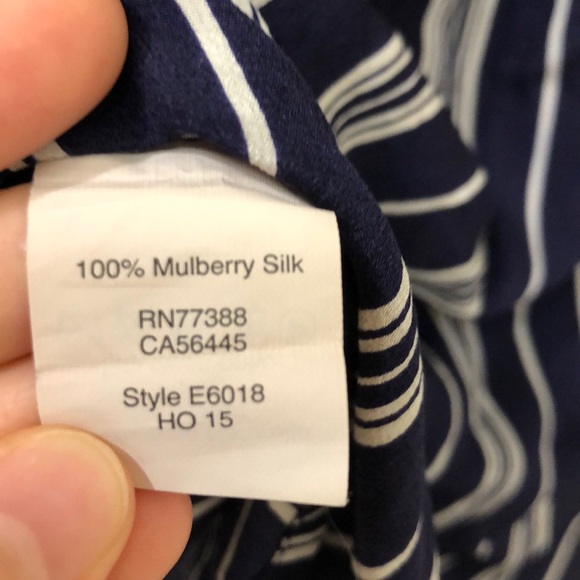 100% Mulberry Silk
RN77388
CA56445
Style E6018
HO 15